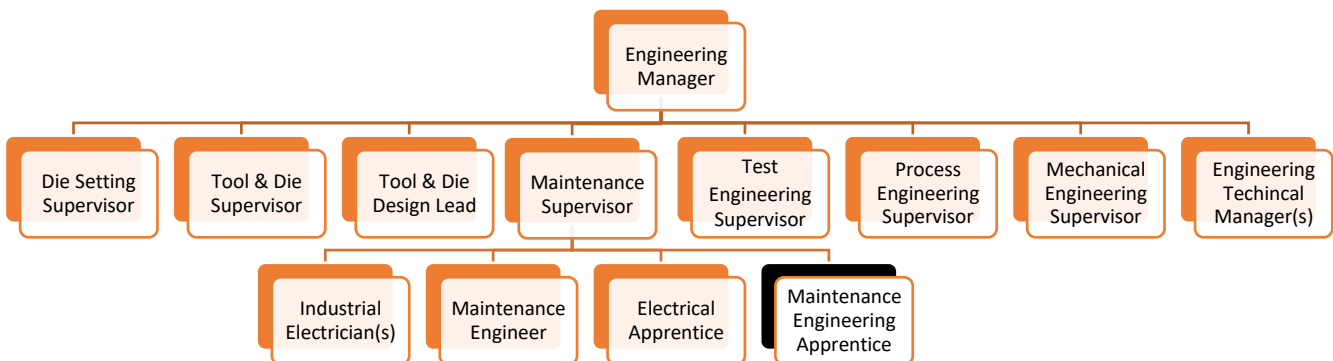 Engineering
Manager
Die Setting
Supervisor
Tool & Die
Supervisor
Tool & Die
Design Lead
Maintenance
Supervisor
Test
Engineering
Supervisor
Process
Engineering
Supervisor
Mechanical
Engineering
Supervisor
Engineering
Techincal
Manager(s)
Industrial
Electrician(s)
Maintenance
Engineer
Electrical
Apprentice
Maintenance
Engineering
Apprentice